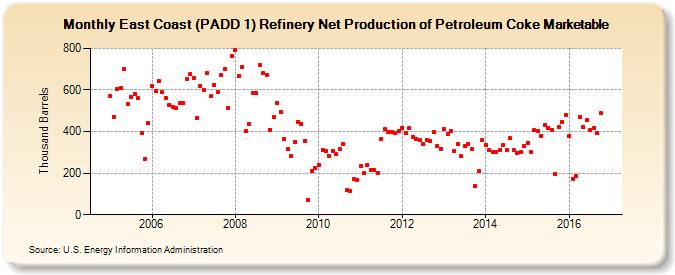 Monthly East Coast (PADD 1) Refinery Net Production of Petroleum Coke Marketable
Thousand Barrels
800
600
400
200
0
2006 2008 2010 2012 2014 2016
Source: U.S. Energy Information Administration